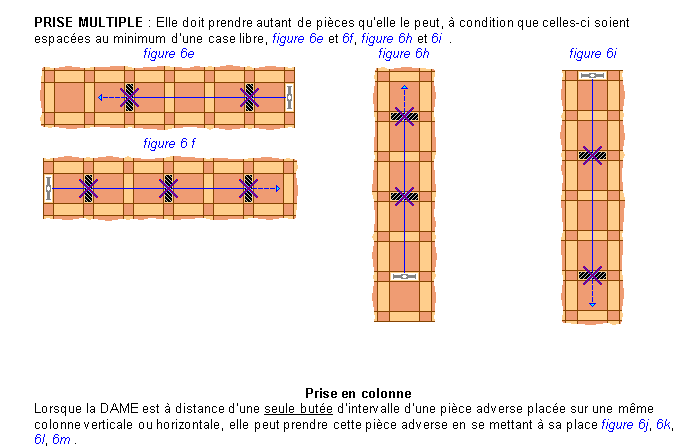 PRISE MULTIPLE : Elle doit prendre autant de pièces qu'elle le peut, à condition que celles-ci soient
espacées au minimum d'une case libre, figure 6e et 6f, figure 6h et 6i .
figure 6e
figure 6h
figure 6i
figure 6 f
Prise en colonne
Lorsque la DAME est à distance d'une seule butée d'intervalle d'une pièce adverse placée sur une même
colonne verticale ou horizontale, elle peut prendre cette pièce adverse en se mettant à sa place figure 6j, 6k,
6l, 6m .